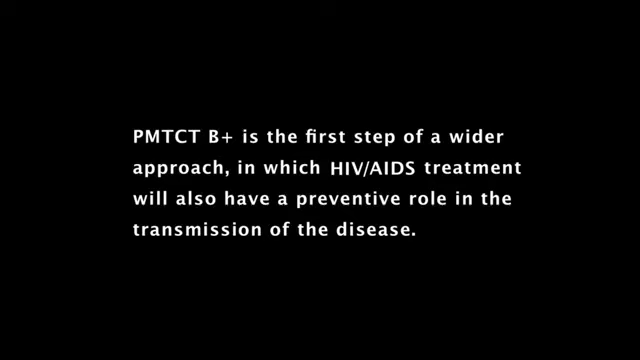 PMTCT B+ is the first step of a wider
approach, in which HIV/AIDS treatment
will also have a preventive role in the
transmission of the disease.